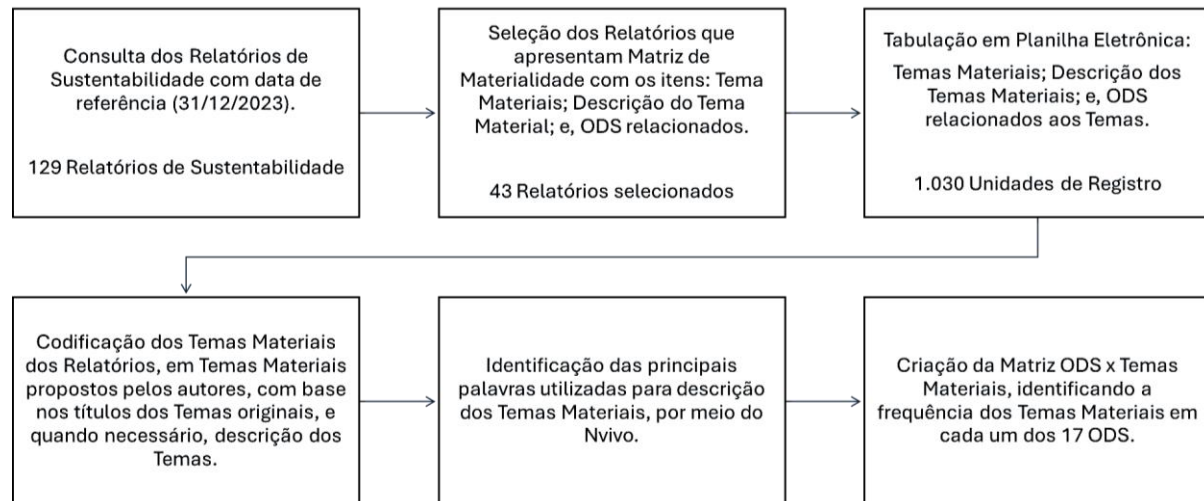 Consulta dos Relatórios de
Sustentabilidade com data de
referência (31/12/2023).
129 Relatórios de Sustentabilidade
Seleção dos Relatórios que
apresentam Matriz de
Materialidade com os itens: Tema
Materiais; Descrição do Tema
Material; e, ODS relacionados.
43 Relatórios selecionados
Tabulação em Planilha Eletrônica:
Temas Materiais; Descrição dos
Temas Materiais; e, ODS
relacionados aos Temas.
1.030 Unidades de Registro
Codificação dos Temas Materiais
dos Relatórios, em Temas Materiais
propostos pelos autores, com base
nos títulos dos Temas originais, e
quando necessário, descrição dos
Temas.
Identificação das principais
palavras utilizadas para descrição
dos Temas Materiais, por meio do
Nvivo.
Criação da Matriz ODS x Temas
Materiais, identificando a
frequência dos Temas Materiais em
cada um dos 17 ODS.